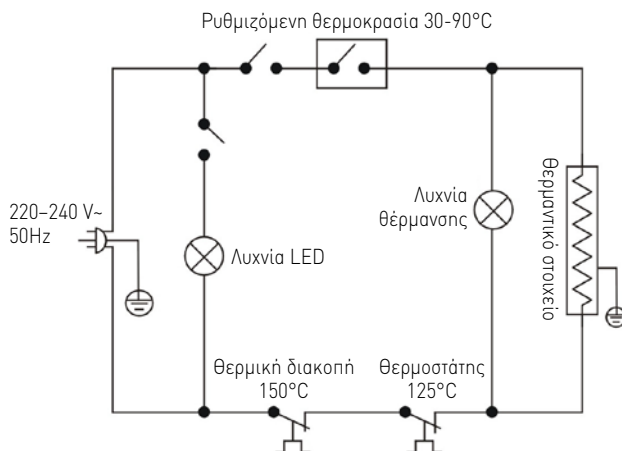 Ρυθμιζόμενη θερμοκρασία 30-90°C
220–240 V~
50Hz
Λυχνία LED
Λυχνία
θέρμανσης
Θερμαντικό στοιχείο
Θερμική διακοπή
150°C
Θερμοστάτης
125°C